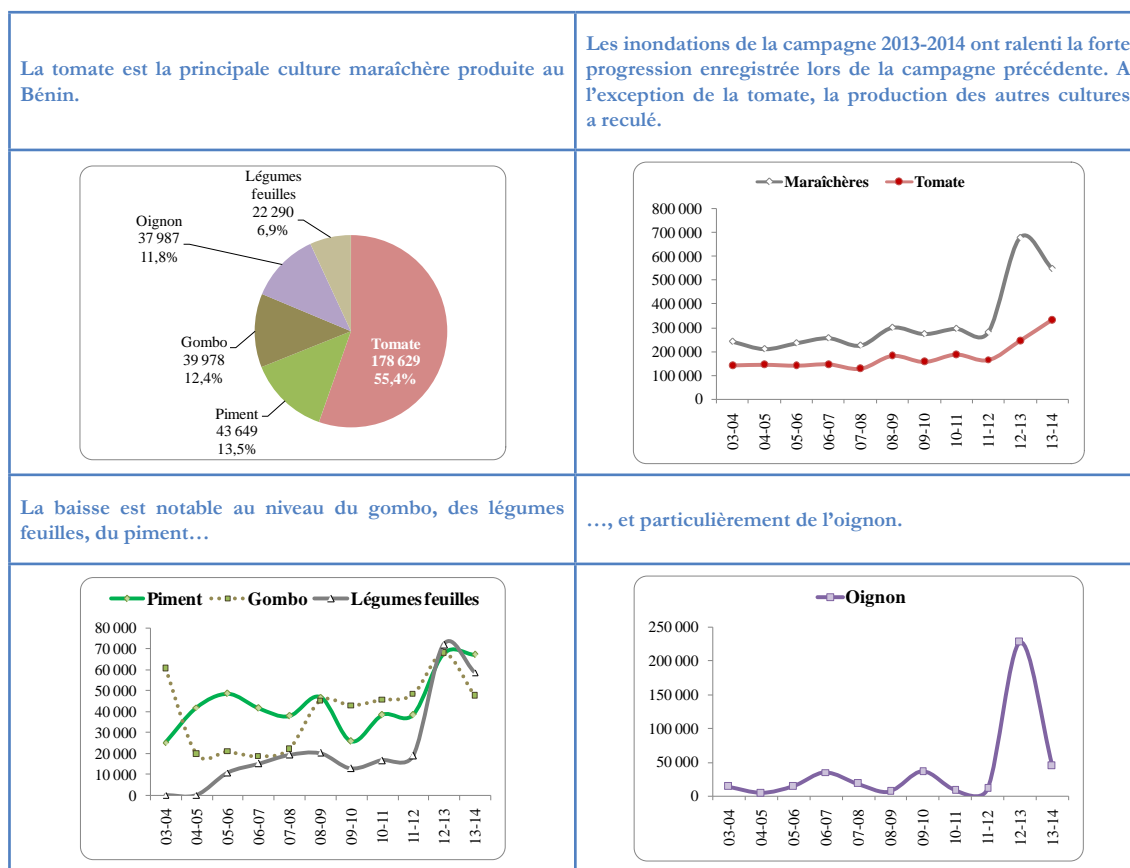 La tomate est la principale culture maraîchère produite au
Bénin.
Les inondations de la campagne 2013-2014 ont ralenti la forte
progression enregistrée lors de la campagne précédente. A
l’exception de la tomate, la production des autres cultures
a reculé.
Légumes
feuilles
22 290
6,9%
Oignon
37 987
11,8%
Gombo
39 978
12,4%
Piment
43 649
13,5%
Tomate
178 629
55,4%
Maraîchères Tomate
800 000
700 000
600 000
500 000
400 000
300 000
200 000
100 000
0
03-04 04-05 05-06 06-07 07-08 08-09 09-10 10-11 11-12 12-13 13-14
La baisse est notable au niveau du gombo, des légumes
feuilles, du piment…
…, et particulièrement de l’oignon.
Piment Gombo Légumes feuilles
80 000
70 000
60 000
50 000
40 000
30 000
20 000
10 000
0
03-04 04-05 05-06 06-07 07-08 08-09 09-10 10-11 11-12 12-13 13-14
Oignon
250 000
200 000
150 000
100 000
50 000
0
03-04 04-05 05-06 06-07 07-08 08-09 09-10 10-11 11-12 12-13 13-14